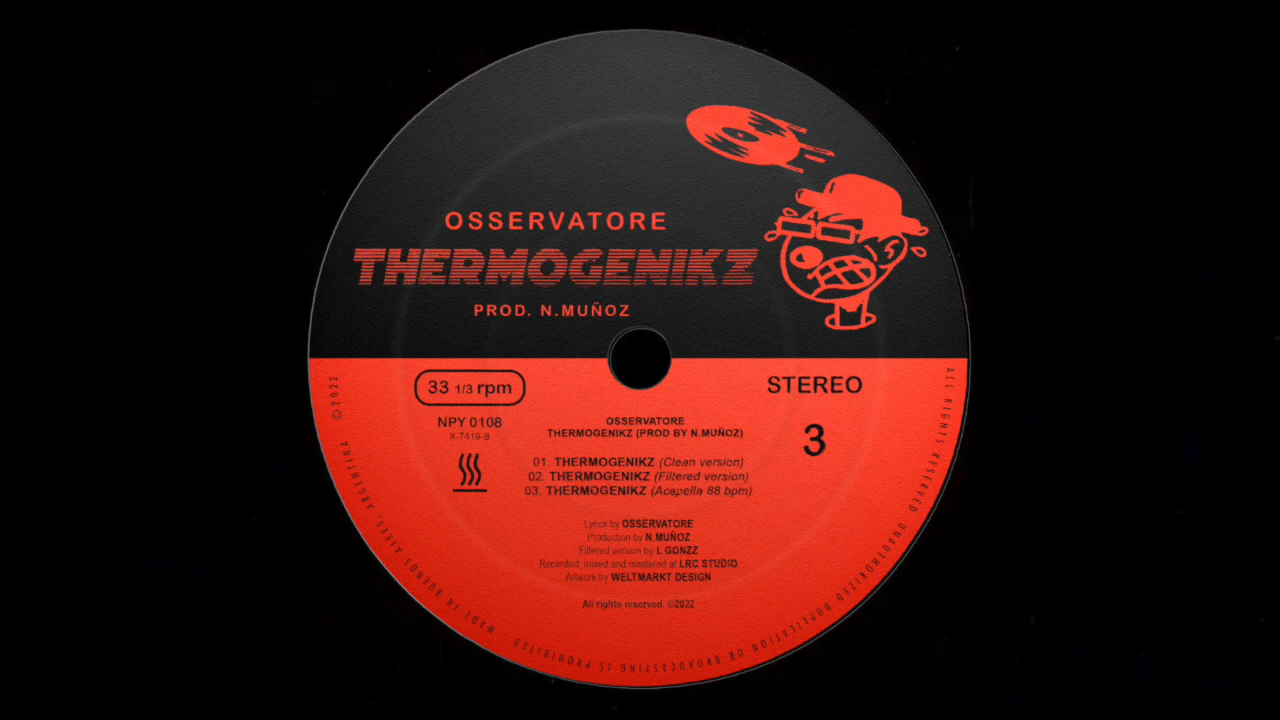 OSSERVATORE
THERMOGENIKZ
PROD. N.MUÑOZ
33 1/3 rpm
STEREO
NPY 0108
X-7419-B
3
OSSERVATORE
THERMOGENIKZ (PROD BY N.MUÑOZ)
01. THERMOGENIKZ (Clean version)
02. THERMOGENIKZ (Filtered version)
03. THERMOGENIKZ (Acapella 88 bpm)
Lyrics by OSSERVATORE
Production by N.MUÑOZ
Filtered version by L GONZZ
Recorded, mixed and mastered at LRC STUDIO
Artwork by WELTMARKT DESIGN
All rights reserved. ©2022
ALL RIGHTS RESERVED UNAUTHORIZED DUPLICATION OR BROADCASTING IS PROHIBITED MADE IN BUENOS AIRES, ARGENTINA ©2022